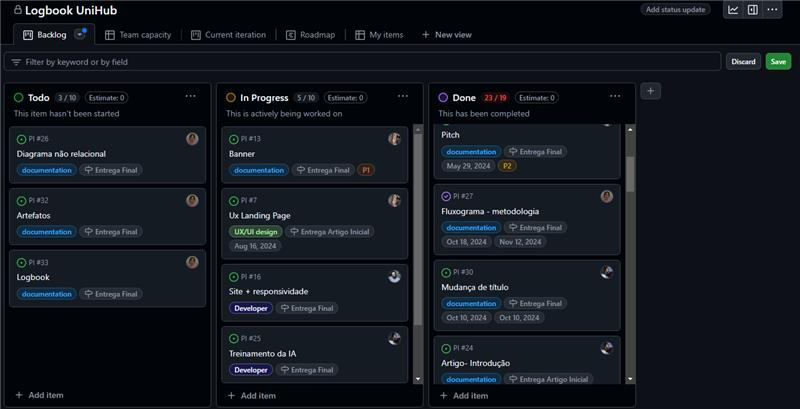 Logbook UniHub
Add status update
Backlog
Team capacity
Current iteration
Roadmap
My items
New view
Filter by keyword or by field
Discard
Save
Todo 3 / 10 Estimate: 0
This item hasn't been started
PI #26
Diagrama não relacional
documentation Entrega Final
PI #32
Artefatos
documentation Entrega Final
PI #33
Logbook
documentation Entrega Final
Add item
In Progress 5 / 10 Estimate: 0
This is actively being worked on
PI #13
Banner
documentation Entrega Final P1
PI #7
Ux Landing Page
UX/UI design Entrega Artigo Inicial
Aug 16, 2024
PI #16
Site + responsividade
Developer Entrega Final
PI #25
Treinamento da IA
Developer Entrega Final
Add item
Done 23 / 19 Estimate: 0
This has been completed
Pitch
documentation Entrega Final
May 29, 2024 P2
PI #27
Fluxograma - metodologia
documentation Entrega Final
Oct 18, 2024 Nov 12, 2024
PI #30
Mudança de título
documentation Entrega Final
Oct 10, 2024 Oct 10, 2024
PI #24
Artigo- Introdução
documentation Entrega Artigo Inicial
Add item